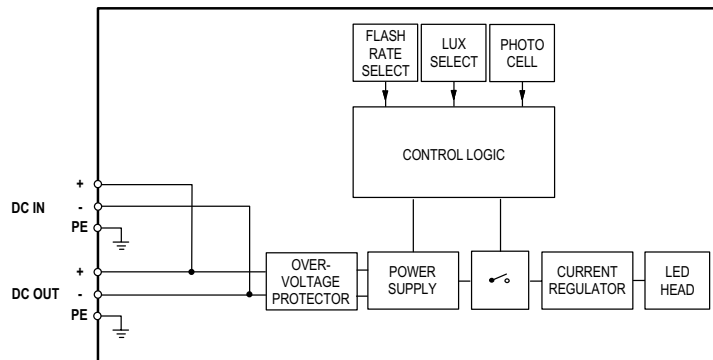 FLASH
RATE
SELECT
LUX
SELECT
PHOTO
CELL
CONTROL LOGIC
+
DC IN
-
PE
+
DC OUT
-
PE
OVER-
VOLTAGE
PROTECTOR
POWER
SUPPLY
CURRENT
REGULATOR
LED
HEAD